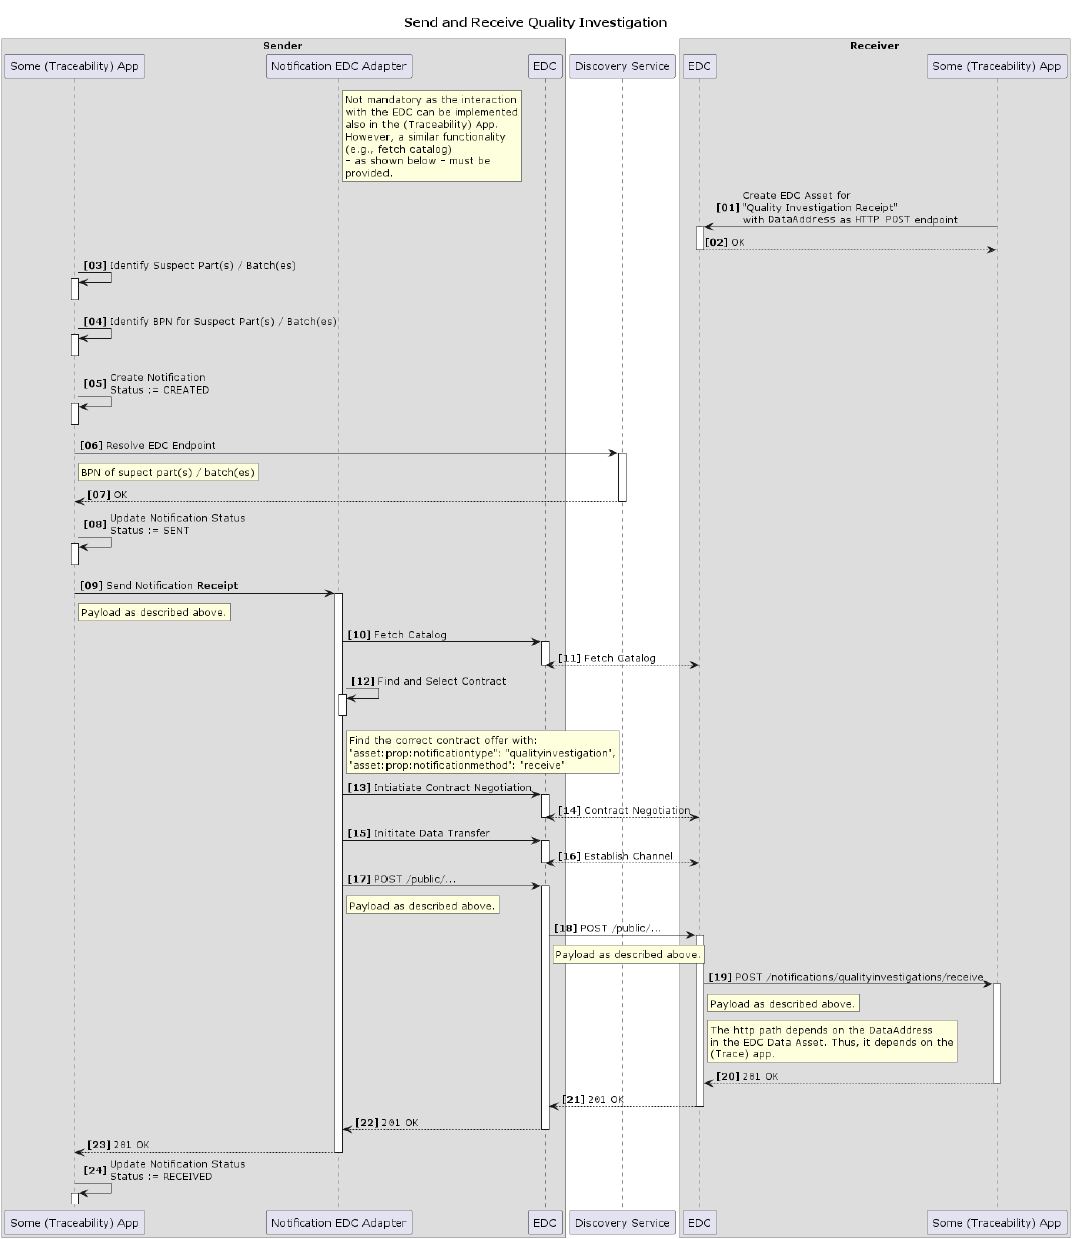 Send and Receive Quality Investigation
Sender
Receiver
Some (Traceability) App
Notification EDC Adapter
EDC
Discovery Service
EDC
Some (Traceability) App
Not mandatory as the interaction
with the EDC can be implemented
also in the (Traceability) App.
However, a similar functionality
(e.g., fetch catalog)
- as shown below - must be
provided.
Create EDC Asset for
[01] "Quality Investigation Receipt"
with DataAddress as HTTP POST endpoint
[02] OK
[03] Identify Suspect Part(s) / Batch(es)
[04] Identify BPN for Suspect Part(s) / Batch(es)
[05] Create Notification
Status := CREATED
[06] Resolve EDC Endpoint
BPN of supect part(s) / batch(es)
[07] OK
[08] Update Notification Status
Status := SENT
[09] Send Notification Receipt
Payload as described above.
[10] Fetch Catalog
[11] Fetch Catalog
[12] Find and Select Contract
Find the correct contract offer with:
"asset:prop:notificationtype": "qualityinvestigation",
"asset:prop:notificationmethod": "receive"
[13] Intiatiate Contract Negotiation
[14] Contract Negotiation
[15] Inititate Data Transfer
[16] Establish Channel
[17] POST /public/...
Payload as described above.
[18] POST /public/...
Payload as described above.
[19] POST /notifications/qualityinvestigations/receive
Payload as described above.
The http path depends on the DataAddress
in the EDC Data Asset. Thus, it depends on the
(Trace) app.
[20] 201 OK
[21] 201 OK
[22] 201 OK
[23] 201 OK
[24] Update Notification Status
Status := RECEIVED
Some (Traceability) App
Notification EDC Adapter
EDC
Discovery Service
EDC
Some (Traceability) App